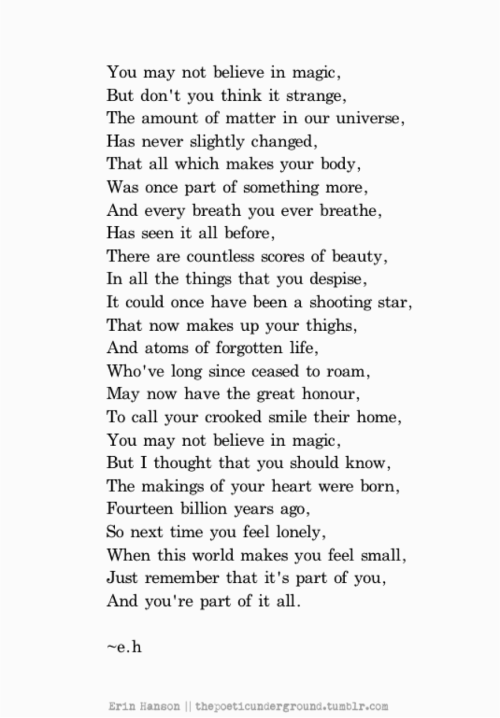 You may not believe in magic,
But don't you think it strange,
The amount of matter in our universe,
Has never slightly changed,
That all which makes your body,
Was once part of something more,
And every breath you ever breathe,
Has seen it all before,
There are countless scores of beauty,
In all the things that you despise,
It could once have been a shooting star,
That now makes up your thighs,
And atoms of forgotten life,
Who've long since ceased to roam,
May now have the great honour,
To call your crooked smile their home,
You may not believe in magic,
But I thought that you should know,
The makings of your heart were born,
Fourteen billion years ago,
So next time you feel lonely,
When this world makes you feel small,
Just remember that it's part of you,
And you're part of it all.
~e.h
Erin Hanson || thepoeticunderground.tumblr.com